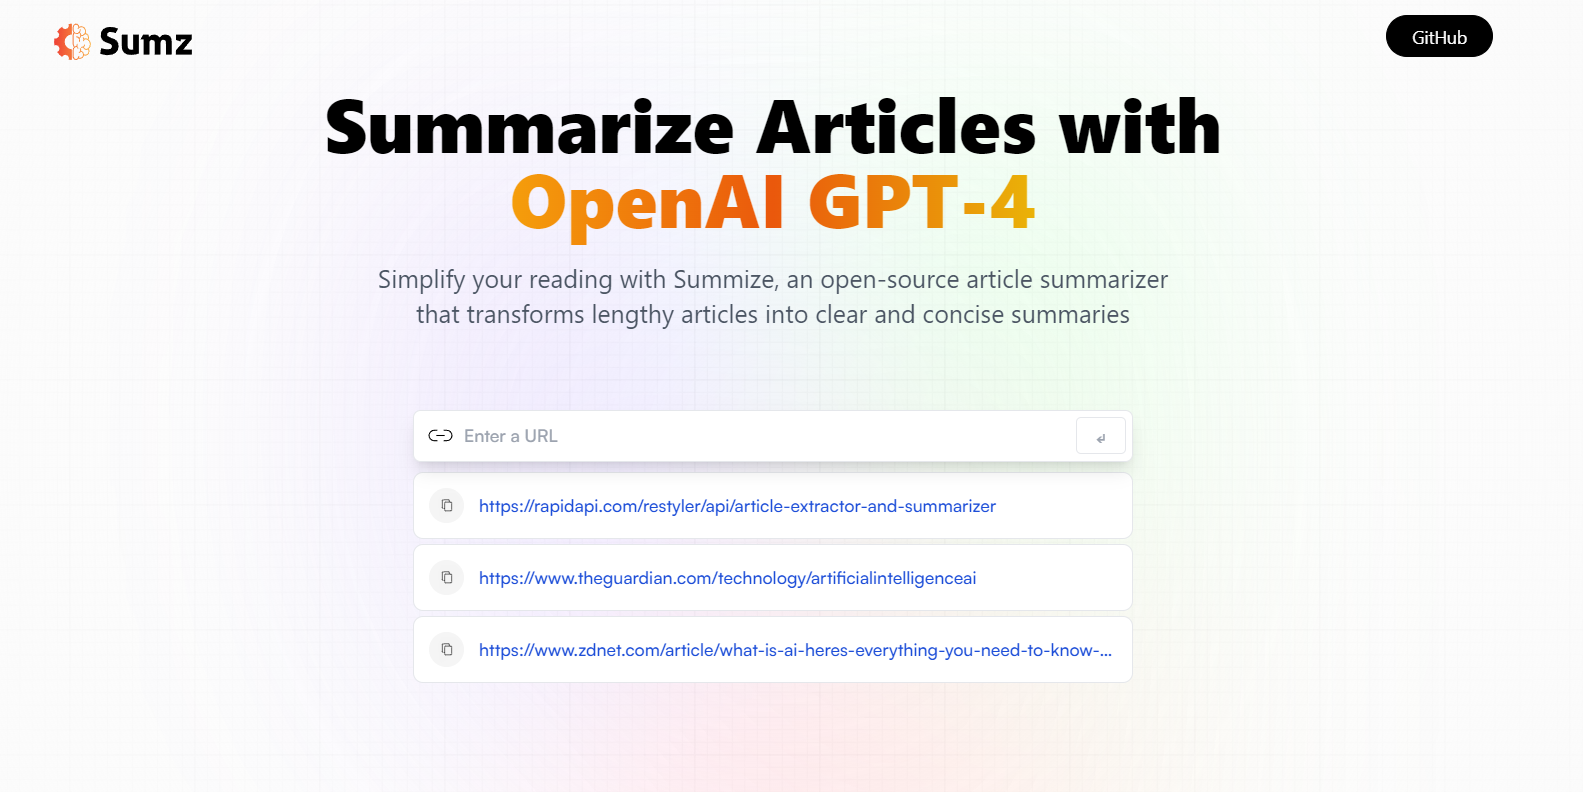 Sumz
GitHub
Summarize Articles with
OpenAI GPT-4
Simplify your reading with Summize, an open-source article summarizer
that transforms lengthy articles into clear and concise summaries
Enter a URL
https://rapidapi.com/restyler/api/article-extractor-and-summarizer
https://www.theguardian.com/technology/artificialintelligenceai
https://www.zdnet.com/article/what-is-ai-heres-everything-you-need-to-know-...